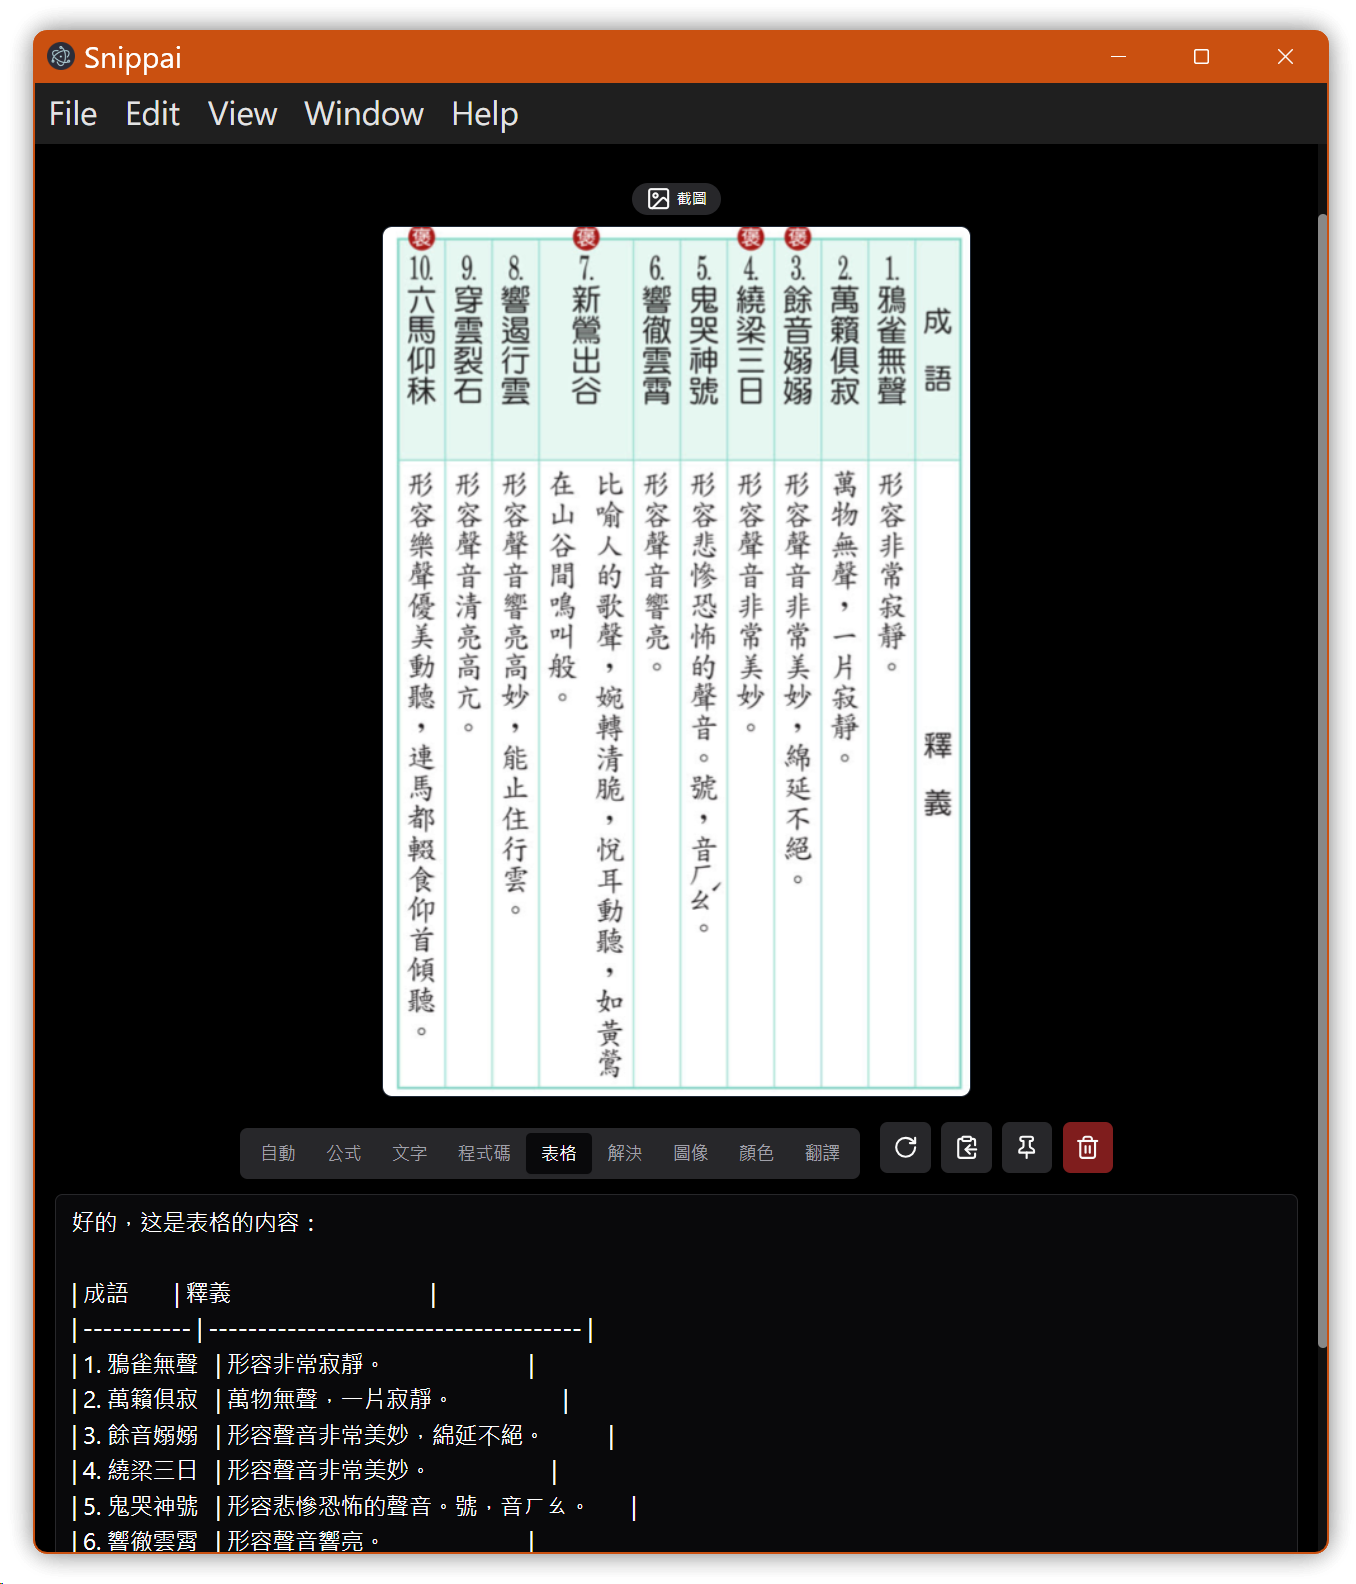 Snippai
File Edit View Window Help
截圖
成語 釋義
1. 鴉雀無聲 形容非常寂靜。
2. 萬籟俱寂 萬物無聲，一片寂靜。
褒 3. 餘音嫋嫋 形容聲音非常美妙，綿延不絕。
褒 4. 繞梁三日 形容聲音非常美妙。
5. 鬼哭神號 形容悲慘恐怖的聲音。號，音ㄏㄠˊ。
6. 響徹雲霄 形容聲音響亮。
褒 7. 新鶯出谷 比喻人的歌聲，婉轉清脆，悅耳動聽，如黃鶯
在山谷間鳴叫般。
8. 響遏行雲 形容聲音響亮高妙，能止住行雲。
9. 穿雲裂石 形容聲音清亮高亢。
褒 10. 六馬仰秣 形容樂聲優美動聽，連馬都輟食仰首傾聽。
自動 公式 文字 程式碼 表格 解決 圖像 顏色 翻譯
好的，这是表格的内容：
| 成語 | 釋義 |
|-----------|--------------------------------------|
| 1. 鴉雀無聲 | 形容非常寂靜。 |
| 2. 萬籟俱寂 | 萬物無聲，一片寂靜。 |
| 3. 餘音嫋嫋 | 形容聲音非常美妙，綿延不絕。 |
| 4. 繞梁三日 | 形容聲音非常美妙。 |
| 5. 鬼哭神號 | 形容悲慘恐怖的聲音。號，音ㄏㄠ。 |
| 6. 響徹雲霄 | 形容聲音響亮。 |